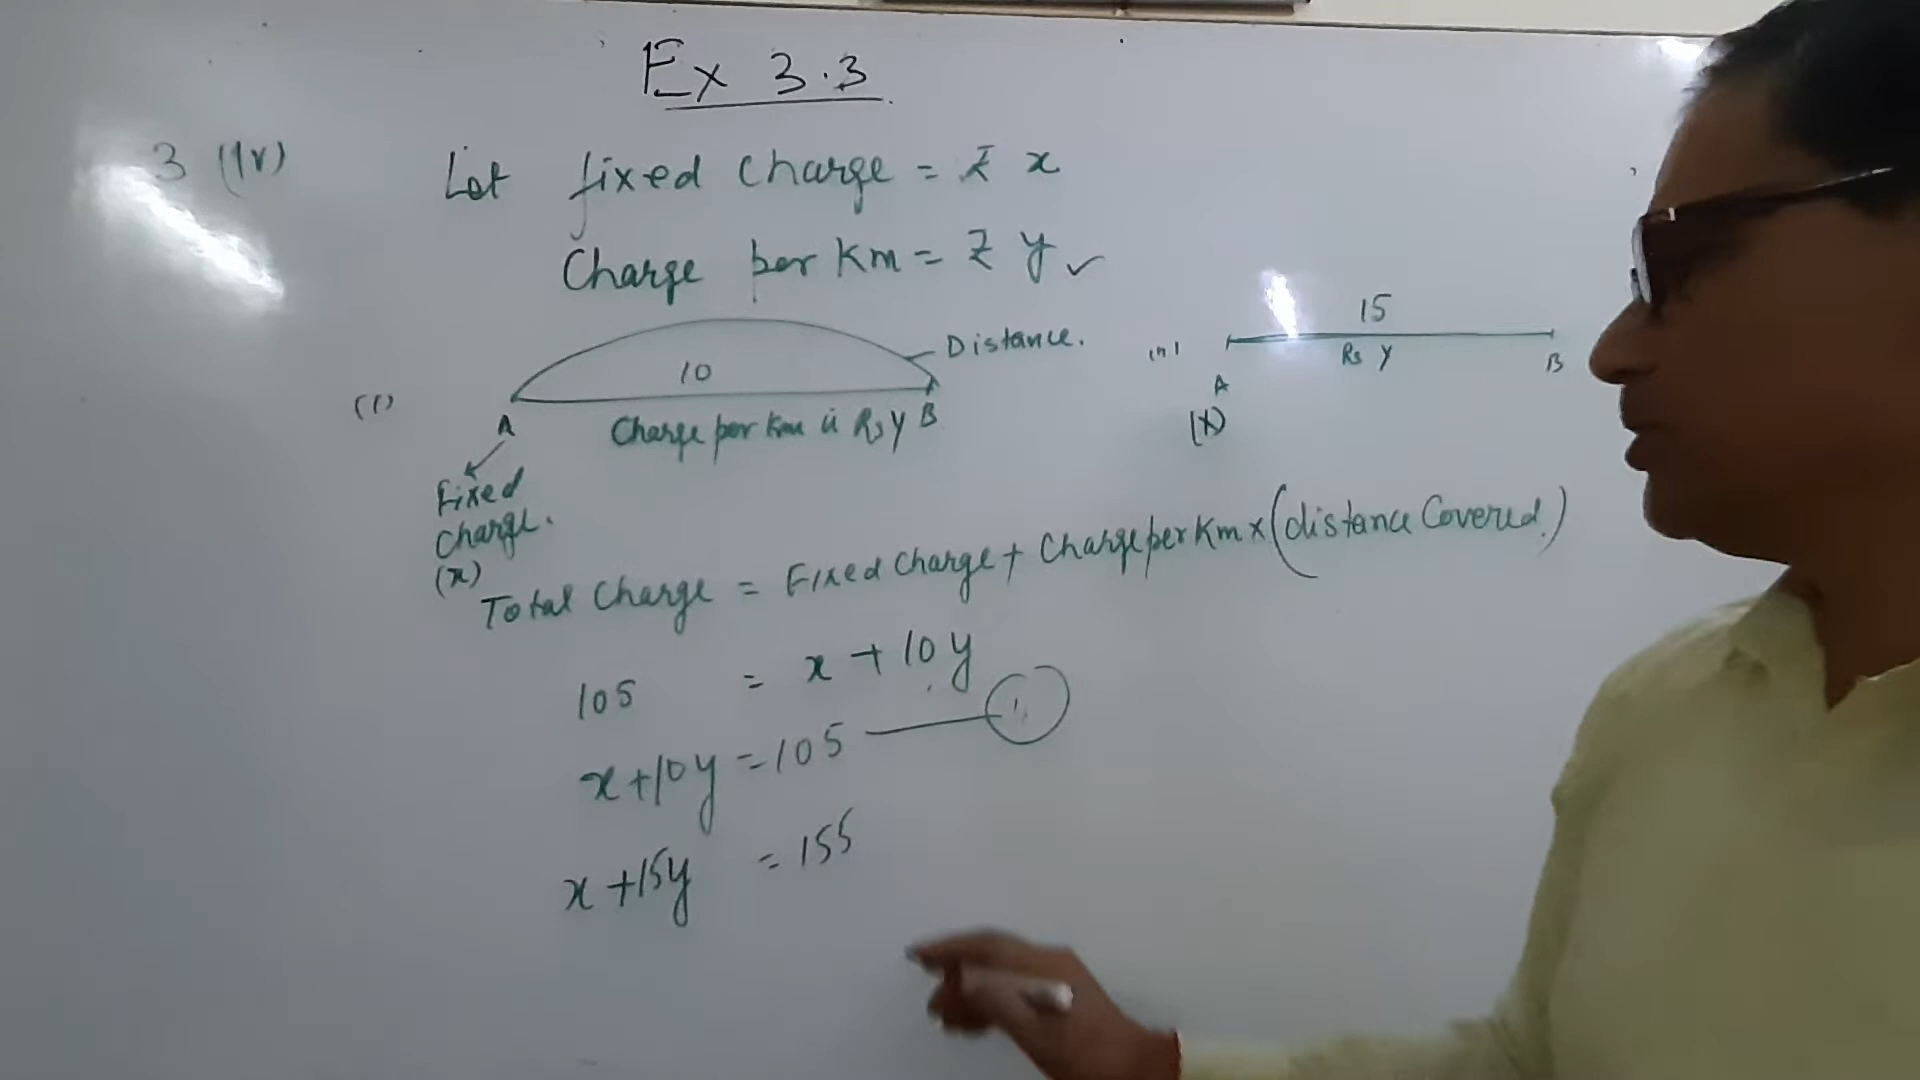 Ex 3.3
3 (IV) Let fixed charge = ₹ x
Charge per Km = ₹ y ✓
15
Distance.
10
Rs y
A B
(I)
A B
Charge per Km is Rs y
(x)
Fixed
Charge.
(x)
Total Charge = Fixed Charge + Charge per Km x (distance Covered.)
105 = x + 10y
x + 10y = 105 — 1
x + 15y = 155